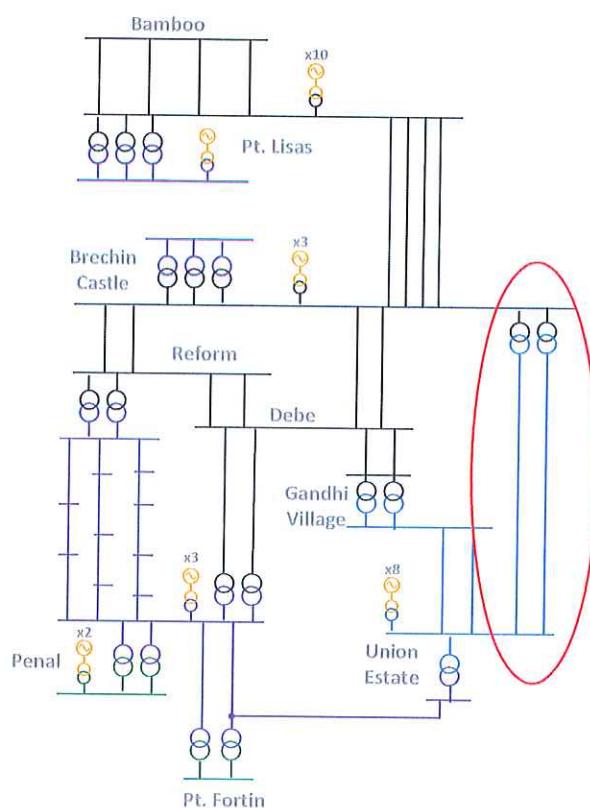 Bamboo
x10
Pt. Lisas
x3
Brechin
Castle
Reform
Debe
Gandhi
Village
x3
x8
x2
Penal
Union
Estate
Pt. Fortin